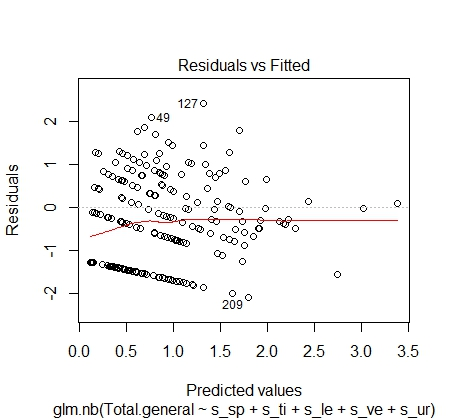 Residuals vs Fitted
Residuals
2
1
0
-1
-2
127
49
209
0.0 0.5 1.0 1.5 2.0 2.5 3.0 3.5
Predicted values
glm.nb(Total.general ~ s_sp + s_ti + s_le + s_ve + s_ur)